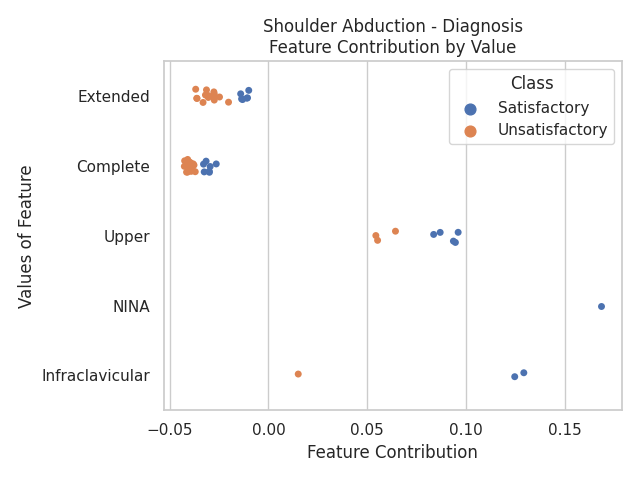 Shoulder Abduction - Diagnosis
Feature Contribution by Value
Class
Satisfactory
Unsatisfactory
Values of Feature
Extended
Complete
Upper
NINA
Infraclavicular
−0.05 0.00 0.05 0.10 0.15
Feature Contribution